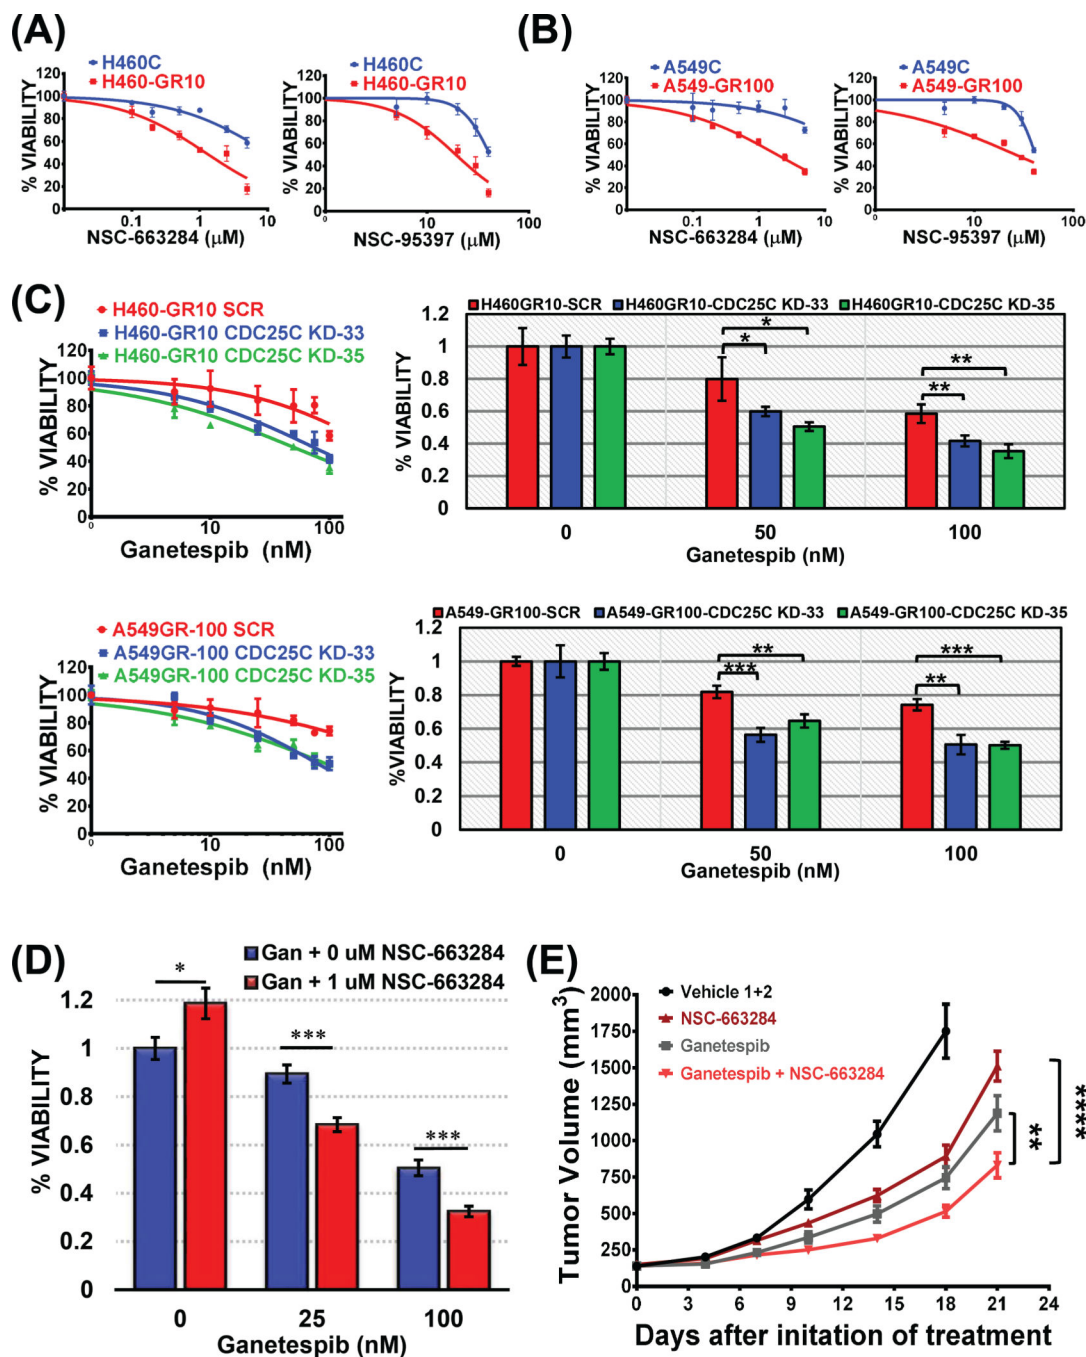 (A)
H460C
H460-GR10
% VIABILITY
120
100
80
60
40
20
0
0
0.1
1
10
NSC-663284 (μM)
H460C
H460-GR10
% VIABILITY
120
100
80
60
40
20
0
0
10
100
NSC-95397 (μM)
(B)
A549C
A549-GR100
% VIABILITY
120
100
80
60
40
20
0
0
0.1
1
10
NSC-663284 (μM)
A549C
A549-GR100
% VIABILITY
120
100
80
60
40
20
0
0
10
100
NSC-95397 (μM)
(C)
H460-GR10 SCR
H460-GR10 CDC25C KD-33
H460-GR10 CDC25C KD-35
% VIABILITY
120
100
80
60
40
20
0
0
10
100
Ganetespib (nM)
H460GR10-SCR H460GR10-CDC25C KD-33 H460GR10-CDC25C KD-35
% VIABILITY
1.2
1
0.8
0.6
0.4
0.2
0
*
*
**
**
0 50 100
Ganetespib (nM)
A549GR-100 SCR
A549GR-100 CDC25C KD-33
A549GR-100 CDC25C KD-35
% VIABILITY
120
100
80
60
40
20
0
0
10
100
Ganetespib (nM)
A549-GR100-SCR A549-GR100-CDC25C KD-33 A549-GR100-CDC25C KD-35
%VIABILITY
1.2
1
0.8
0.6
0.4
0.2
0
**
***
***
**
0 50 100
Ganetespib (nM)
(D)
Gan + 0 uM NSC-663284
Gan + 1 uM NSC-663284
% VIABILITY
1.2
1
0.8
0.6
0.4
0.2
0
*
***
***
0 25 100
Ganetespib (nM)
(E)
Vehicle 1+2
NSC-663284
Ganetespib
Ganetespib + NSC-663284
Tumor Volume (mm³)
2000
1750
1500
1250
1000
750
500
250
0
**
****
0 3 6 9 12 15 18 21 24
Days after initation of treatment